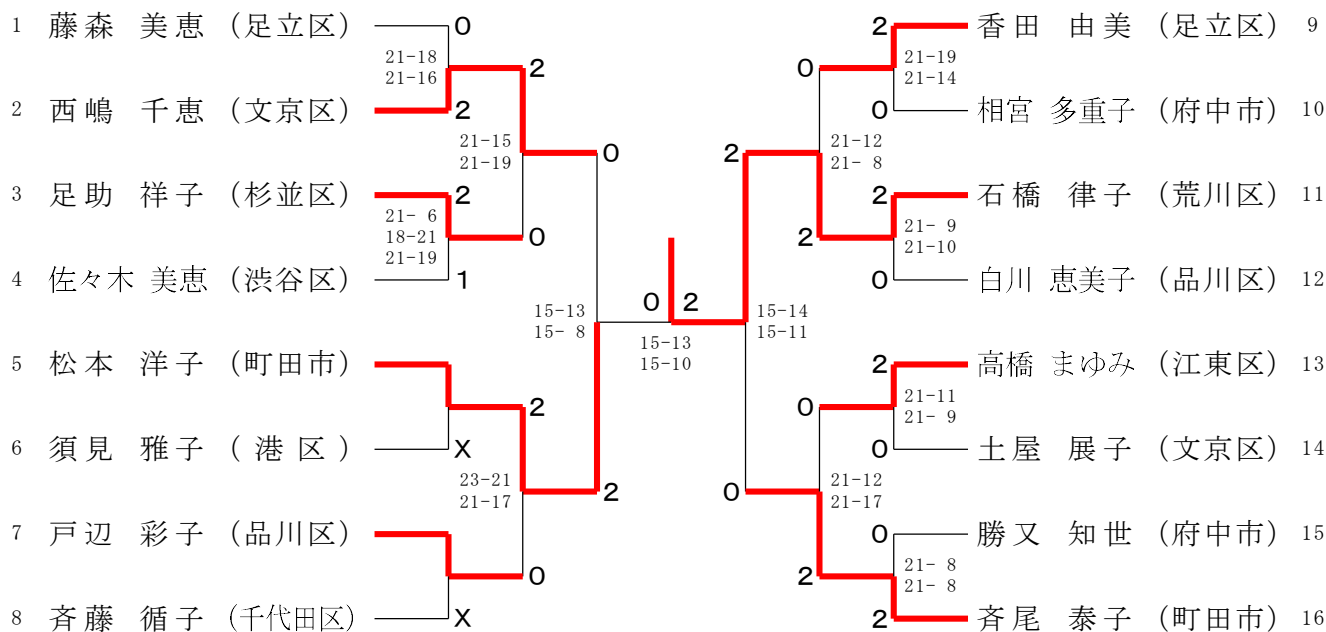 1 藤森 美恵 (足立区) 0
21-18
21-16
2
2 西嶋 千恵 (文京区) 2
21-15
21-19
0
3 足助 祥子 (杉並区) 2
21- 6
18-21
21-19
0
4 佐々木 美恵 (渋谷区) 1
15-13
15- 8
5 松本 洋子 (町田市)
2
6 須見 雅子 (港区) X
23-21
21-17
2
7 戸辺 彩子 (品川区)
0
8 斉藤 循子 (千代田区) X
0 2
15-13
15-10
2 香田 由美 (足立区) 9
21-19
21-14
0
0 相宮 多重子 (府中市) 10
21-12
21- 8
2
2 石橋 律子 (荒川区) 11
21- 9
21-10
2
0 白川 恵美子 (品川区) 12
15-14
15-11
2 高橋 まゆみ (江東区) 13
21-11
21- 9
0
0 土屋 展子 (文京区) 14
21-12
21-17
0
0 勝又 知世 (府中市) 15
21- 8
21- 8
2
2 斉尾 泰子 (町田市) 16